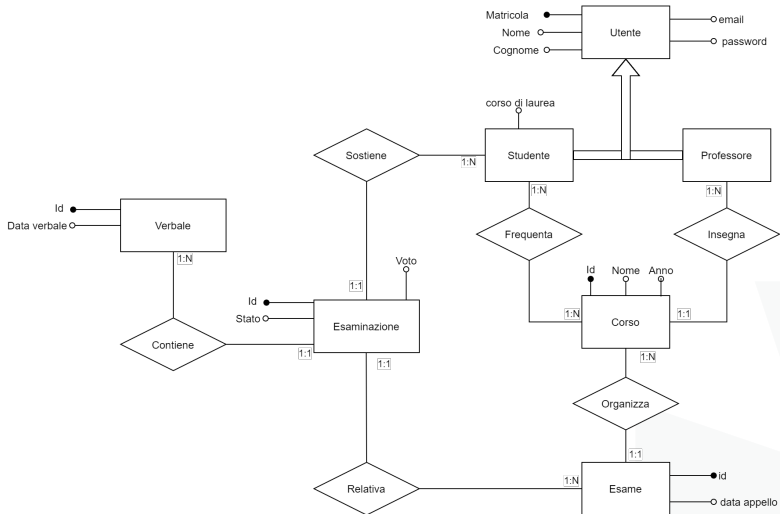 Matricola
Nome
Cognome
Utente
email
password
corso di laurea
Sostiene
1:N
Studente
Professore
1:N
1:N
Id
Data verbale
Verbale
1:N
Frequenta
Insegna
Voto
Id
Nome
Anno
1:1
Id
Stato
Esaminazione
1:N
Corso
1:1
Contiene
1:1
1:1
1:N
Organizza
1:1
Relativa
1:N
Esame
id
data appello